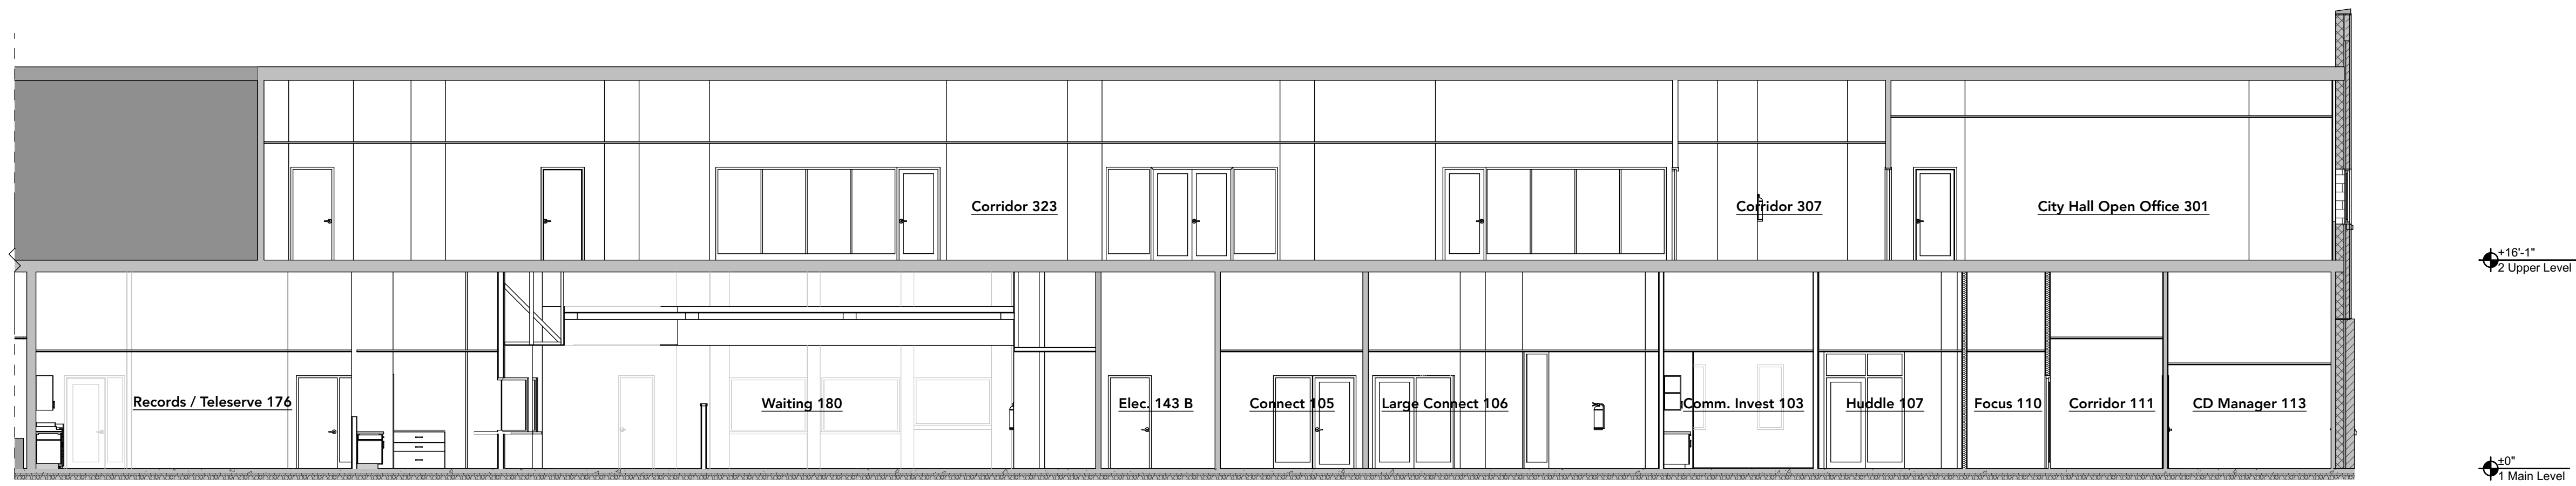 Corridor 323
Corridor 307
City Hall Open Office 301
+16'-1"
2 Upper Level
Records / Teleserve 176
Waiting 180
Elec. 143 B
Connect 105
Large Connect 106
Comm. Invest 103
Huddle 107
Focus 110
Corridor 111
CD Manager 113
±0"
1 Main Level